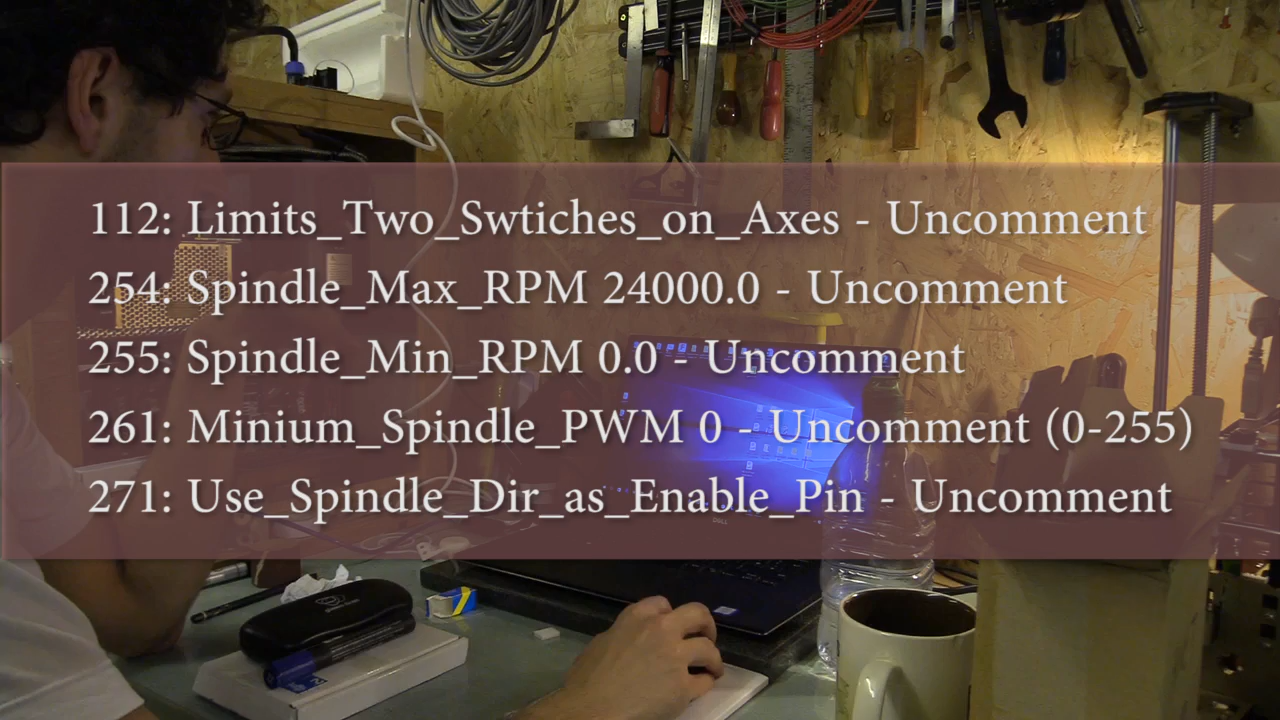 112: Limits_Two_Swtiches_on_Axes - Uncomment
254: Spindle_Max_RPM 24000.0 - Uncomment
255: Spindle_Min_RPM 0.0 - Uncomment
261: Minium_Spindle_PWM 0 - Uncomment (0-255)
271: Use_Spindle_Dir_as_Enable_Pin - Uncomment
DELL